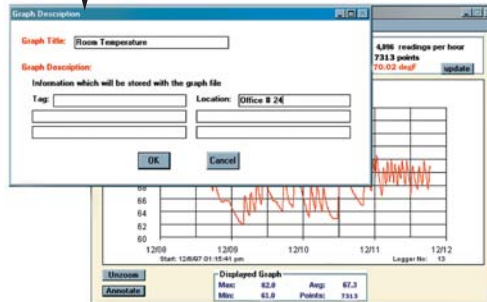 Graph Description
Graph Title: Room Temperature
Graph Description:
Information which will be stored with the graph file
Tag: Location: Office # 24
OK Cancel
4,896 readings per hour
7313 points
70.02 degF update
68
66
64
62
60
12/08 12/09 12/10 12/11 12/12
Start: 12/8/97 01:15:41 pm Logger No: 13
Unzoom
Annotate
Displayed Graph
Max: 82.0 Avg: 67.3
Min: 61.0 Points: 7313